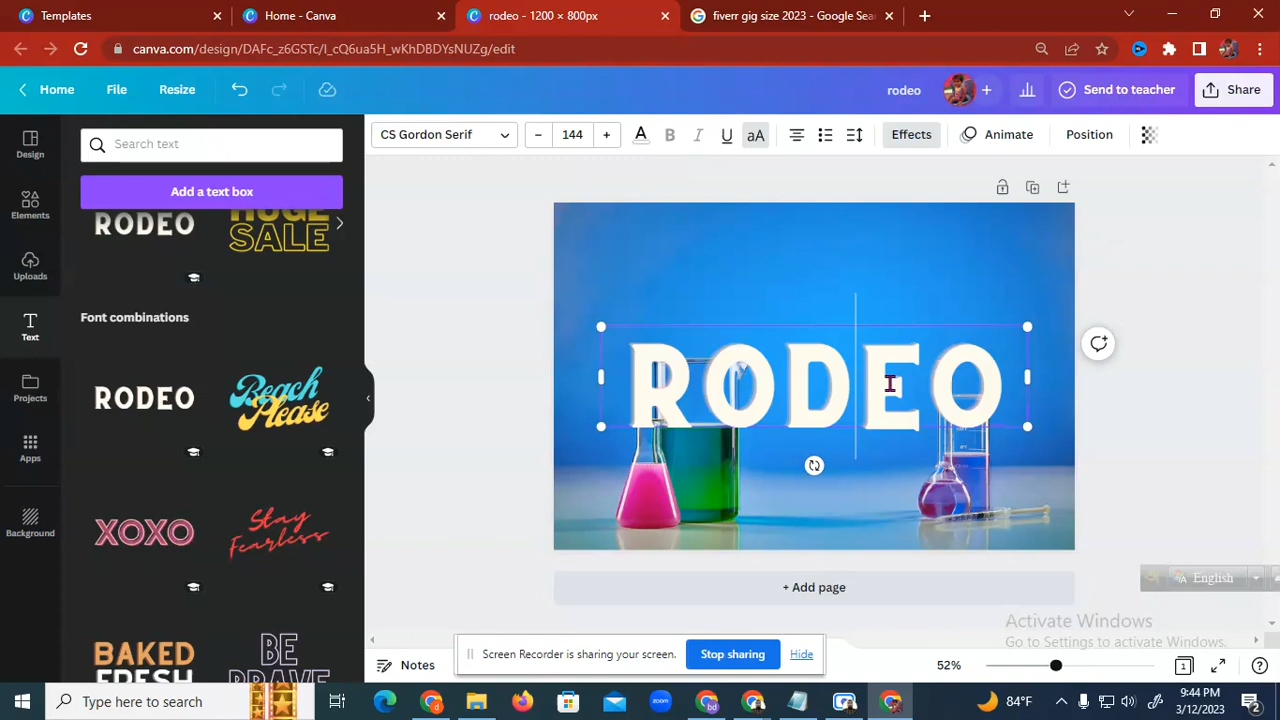 Templates
Home - Canva
rodeo - 1200 × 800px
fiverr gig size 2023 - Google Sea
canva.com/design/DAFc_z6GSTc/I_cQ6ua5H_wKhDBDYsNUZg/edit
Home
File
Resize
rodeo
Send to teacher
Share
Design
Elements
Uploads
Text
Projects
Apps
Background
Search text
Add a text box
RODEO
HUGE
SALE
Font combinations
RODEO
Beach
Please
XOXO
Stay
Fearless
BAKED
FRESH
BE
BRAVE
CS Gordon Serif
144
A
B
I
U
aA
Effects
Animate
Position
RODEO
+ Add page
English
Activate Windows
Go to Settings to activate Windows.
Screen Recorder is sharing your screen.
Stop sharing
Hide
Notes
52%
1
Type here to search
84°F
9:44 PM
3/12/2023
2